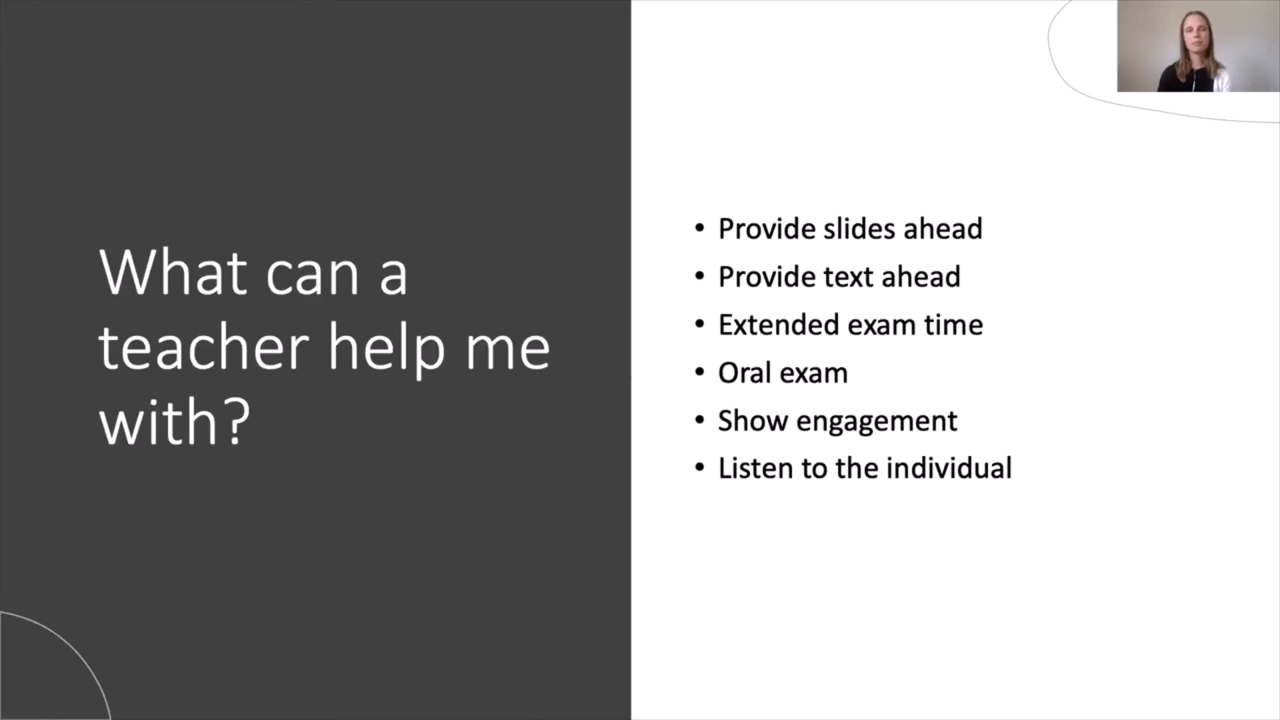 What can a
teacher help me
with?
• Provide slides ahead
• Provide text ahead
• Extended exam time
• Oral exam
• Show engagement
• Listen to the individual